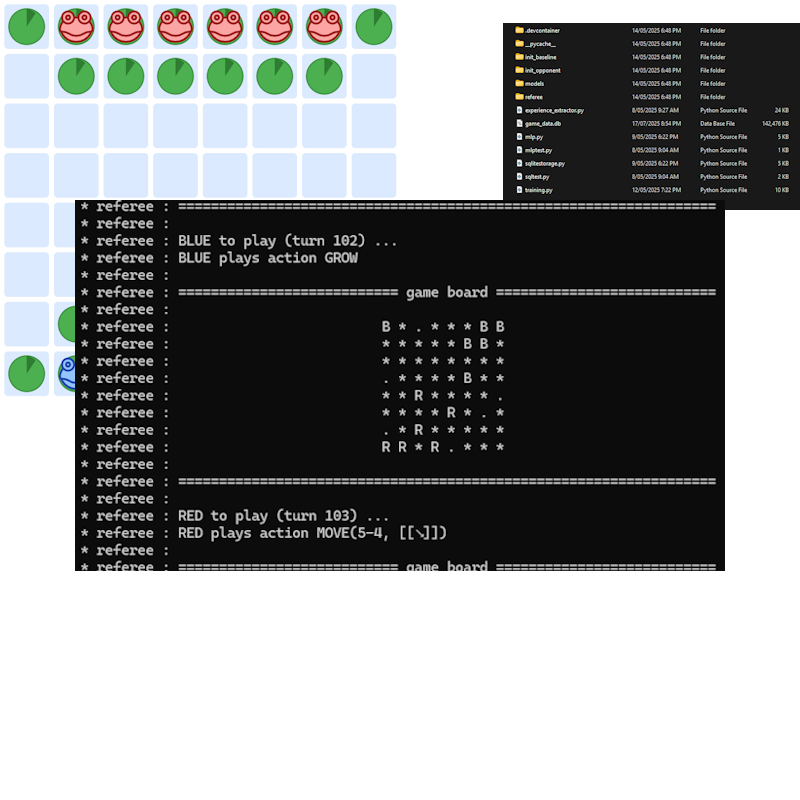 .devcontainer 14/05/2025 6:48 PM File folder
__pycache__ 14/05/2025 6:48 PM File folder
init_baseline 14/05/2025 6:48 PM File folder
init_opponent 14/05/2025 6:48 PM File folder
models 14/05/2025 6:48 PM File folder
referee 14/05/2025 6:48 PM File folder
experience_extractor.py 8/05/2025 9:27 AM Python Source File 24 KB
game_data.db 17/07/2025 8:54 PM Data Base File 142,476 KB
mlp.py 9/05/2025 6:22 PM Python Source File 5 KB
mlptest.py 8/05/2025 9:04 AM Python Source File 1 KB
sqlitestorage.py 9/05/2025 6:22 PM Python Source File 5 KB
sqltest.py 8/05/2025 9:04 AM Python Source File 2 KB
training.py 12/05/2025 7:22 PM Python Source File 10 KB
* referee : ==================================================================
* referee :
* referee : BLUE to play (turn 102) ...
* referee : BLUE plays action GROW
* referee :
* referee : =========================== game board ===========================
* referee :
* referee : B * . * * * B B
* referee : * * * * * B B *
* referee : * * * * * * * *
* referee : . * * * * B * *
* referee : * * R * * * * .
* referee : * * * * R * . *
* referee : . * R * * * * *
* referee : R R * R . * * *
* referee :
* referee : ==================================================================
* referee :
* referee : RED to play (turn 103) ...
* referee : RED plays action MOVE(5-4, [[↘]])
* referee :
* referee : =========================== game board ===========================